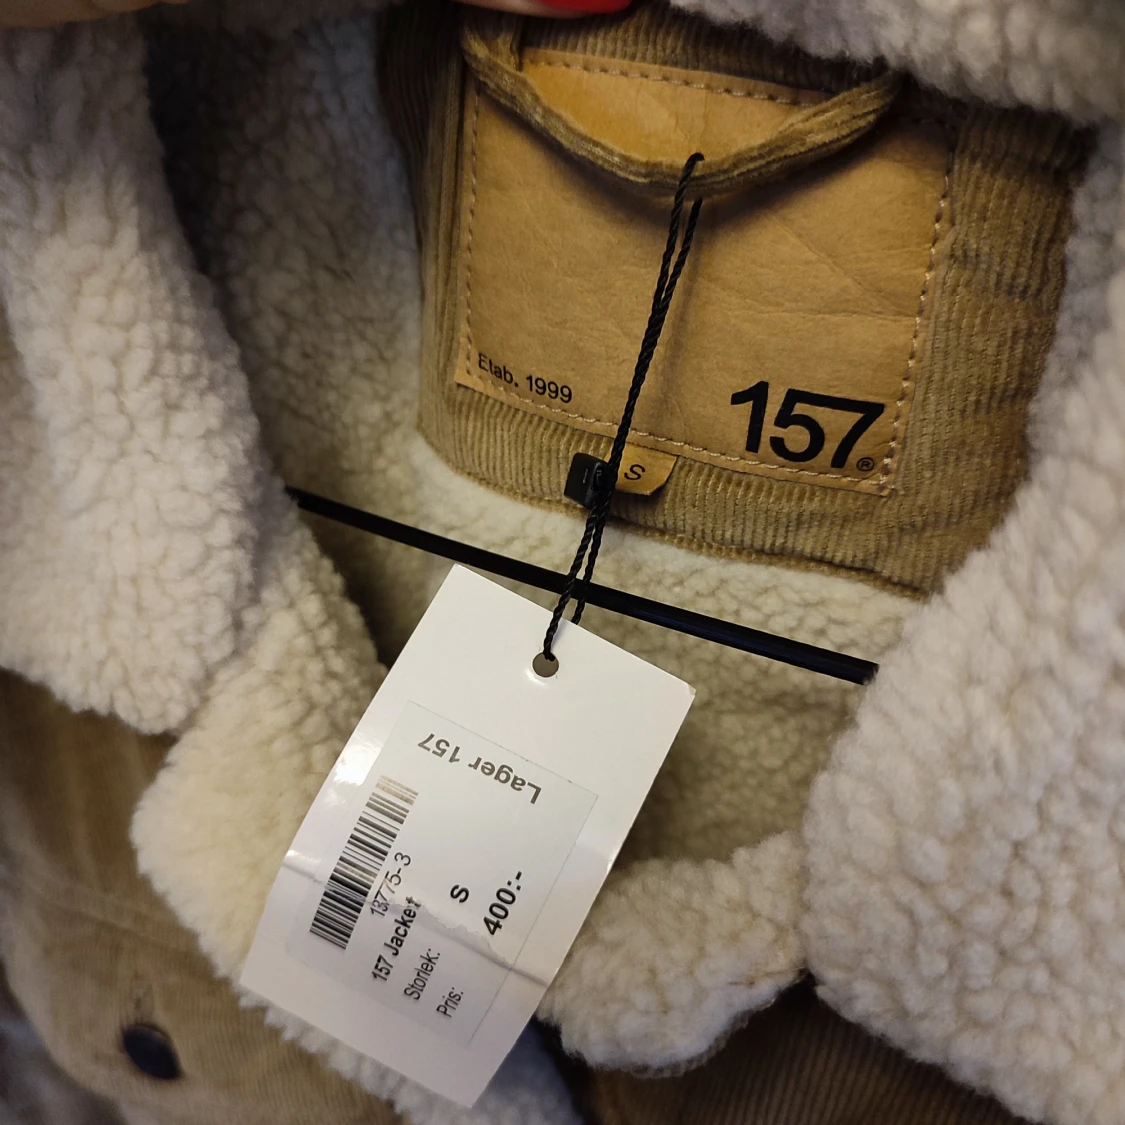 Etab. 1999
157®
S
Lager 157
13775-3
157 Jacket
Storlek: S
Pris: 400:-